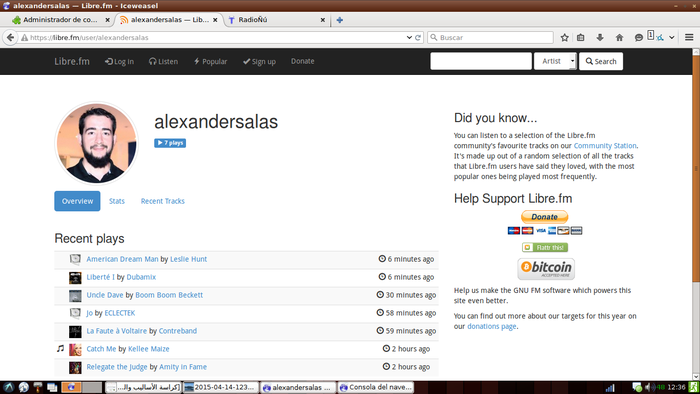 alexandersalas — Libre.fm - Iceweasel
Administrador de co...
alexandersalas — Lib...
RadioÑú
https://libre.fm/user/alexandersalas
Buscar
Libre.fm
Log in
Listen
Popular
Sign up
Donate
Artist
Search
alexandersalas
7 plays
Overview
Stats
Recent Tracks
Recent plays
American Dream Man by Leslie Hunt 6 minutes ago
Liberté I by Dubamix 6 minutes ago
Uncle Dave by Boom Boom Beckett 30 minutes ago
Jo by ECLECTEK 58 minutes ago
La Faute à Voltaire by Contreband 59 minutes ago
Catch Me by Kellee Maize 2 hours ago
Relegate the Judge by Amity In Fame 2 hours ago
Did you know...
You can listen to a selection of the Libre.fm
community's favourite tracks on our Community Station.
It's made up out of a random selection of all the tracks
that Libre.fm users have said they loved, with the most
popular ones being played most frequently.
Help Support Libre.fm
Donate
VISA
Flattr this!
bitcoin
ACCEPTED HERE
Help us make the GNU FM software which powers this
site even better.
You can find out more about our targets for this year on
our donations page.
[كراسة الأساليب وال...
2015-04-14-123...
alexandersalas ...
Consola del nave...
12:36